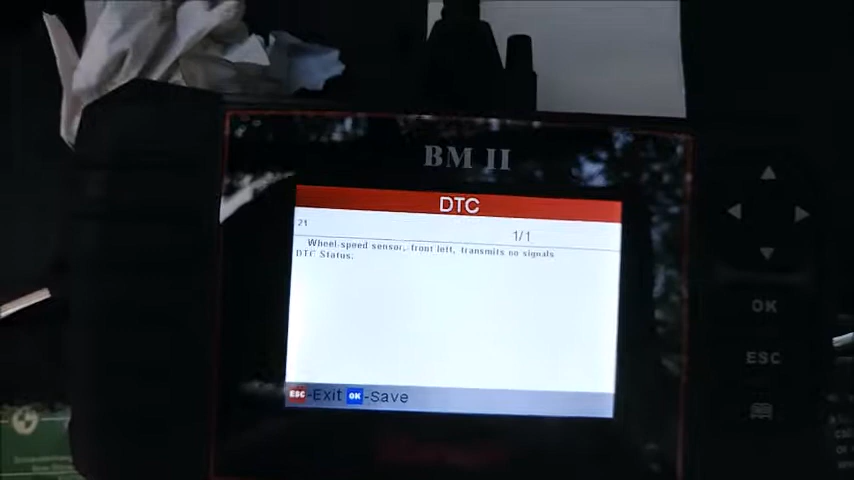 BM II
DTC
21
1/1
Wheel speed sensor, front left, transmits no signals
DTC Status:
ESC -Exit OK -Save
OK
ESC